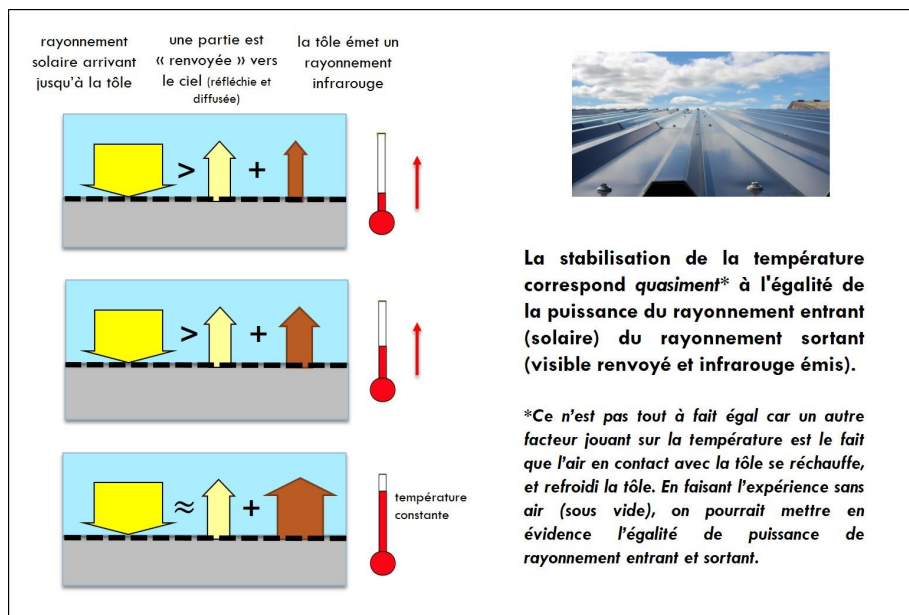 rayonnement
solaire arrivant
jusqu'à la tôle
une partie est
« renvoyée » vers
le ciel (réfléchie et
diffusée)
la tôle émet un
rayonnement
infrarouge
> +
> +
≈ +
température
constante
La stabilisation de la température
correspond quasiment* à l'égalité de
la puissance du rayonnement entrant
(solaire) du rayonnement sortant
(visible renvoyé et infrarouge émis).
*Ce n'est pas tout à fait égal car un autre
facteur jouant sur la température est le fait
que l'air en contact avec la tôle se réchauffe,
et refroidi la tôle. En faisant l'expérience sans
air (sous vide), on pourrait mettre en
évidence l'égalité de puissance de
rayonnement entrant et sortant.